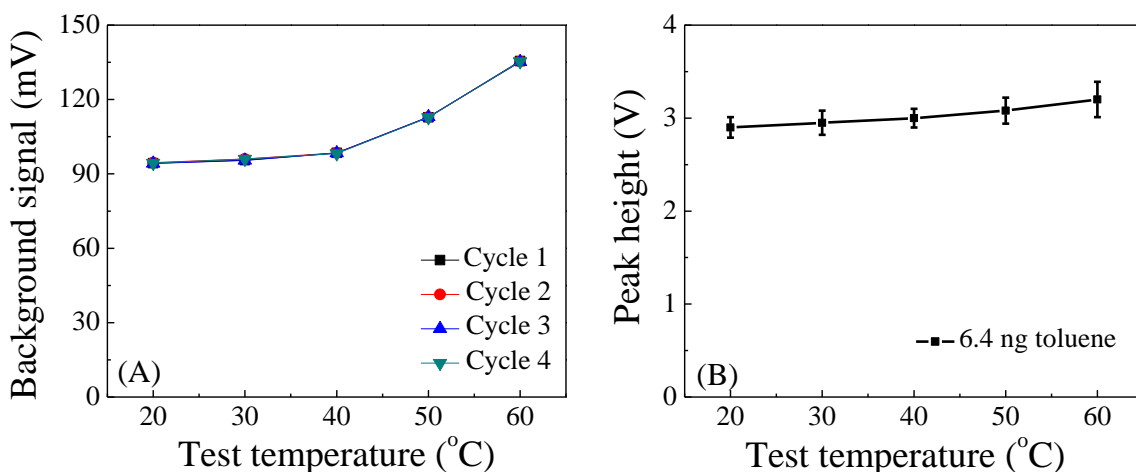 Background signal (mV)
150
120
90
60
30
0
Cycle 1
Cycle 2
Cycle 3
Cycle 4
(A)
20 30 40 50 60
Test temperature (°C)
Peak height (V)
4
3
2
1
0
6.4 ng toluene
(B)
20 30 40 50 60
Test temperature (°C)